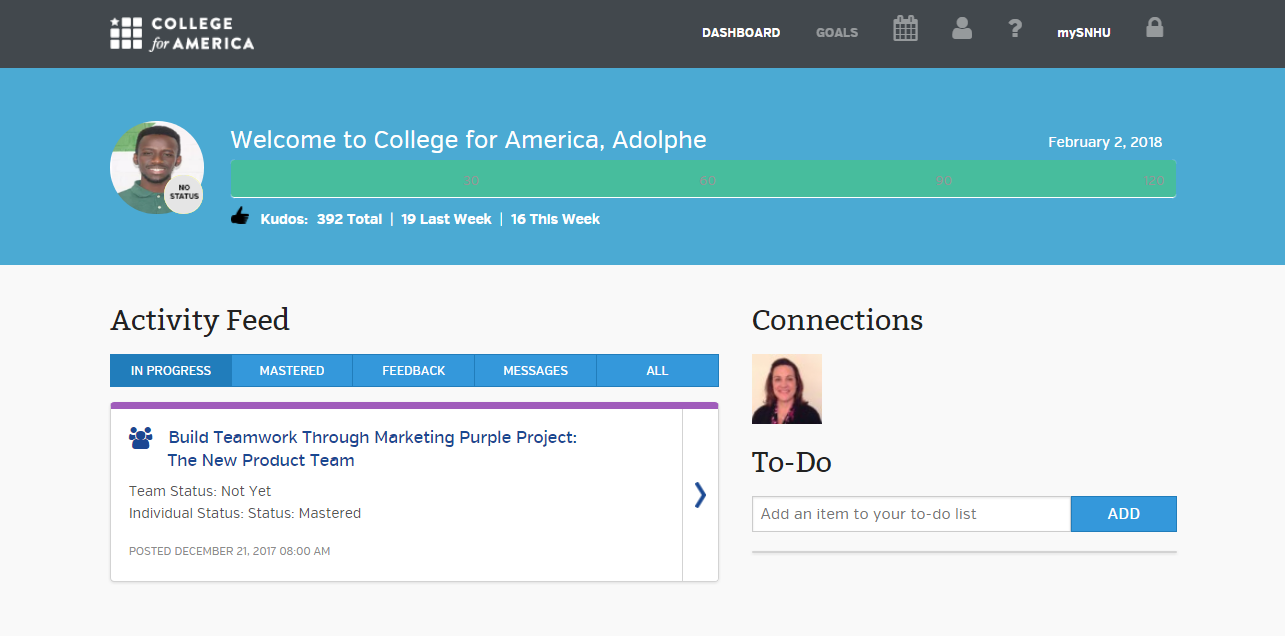 COLLEGE
for AMERICA
DASHBOARD
GOALS
?
mySNHU
NO
STATUS
Welcome to College for America, Adolphe
February 2, 2018
30 60 90 120
Kudos: 392 Total | 19 Last Week | 16 This Week
Activity Feed
IN PROGRESS
MASTERED
FEEDBACK
MESSAGES
ALL
Build Teamwork Through Marketing Purple Project:
The New Product Team
Team Status: Not Yet
Individual Status: Status: Mastered
POSTED DECEMBER 21, 2017 08:00 AM
Connections
To-Do
Add an item to your to-do list
ADD